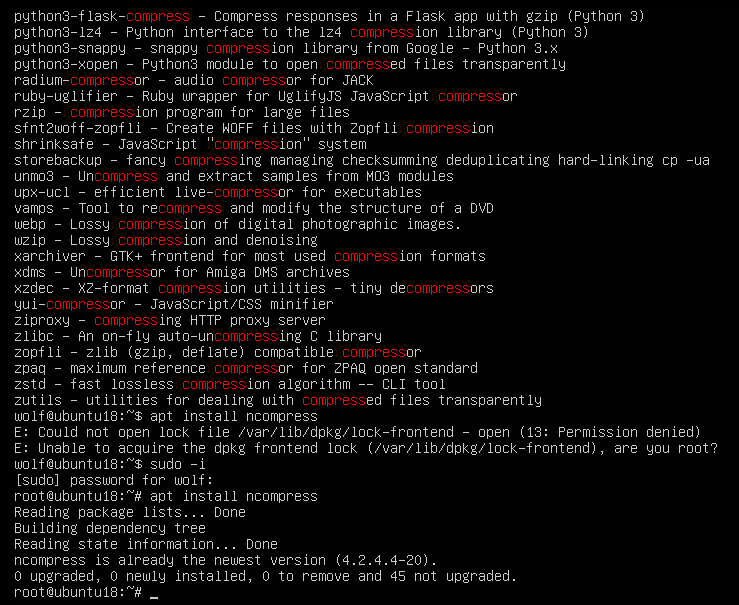 python3-flask-compress - Compress responses in a Flask app with gzip (Python 3)
python3-lz4 - Python interface to the lz4 compression library (Python 3)
python3-snappy - snappy compression library from Google - Python 3.x
python3-xopen - Python3 module to open compressed files transparently
radium-compressor - audio compressor for JACK
ruby-uglifier - Ruby wrapper for UglifyJS JavaScript compressor
rzip - compression program for large files
sfnt2woff-zopfli - Create WOFF files with Zopfli compression
shrinksafe - JavaScript "compression" system
storebackup - fancy compressing managing checksumming deduplicating hard-linking cp -ua
unmo3 - Uncompress and extract samples from MO3 modules
upx-ucl - efficient live-compressor for executables
vamps - Tool to recompress and modify the structure of a DVD
webp - Lossy compression of digital photographic images.
wzip - Lossy compression and denoising
xarchiver - GTK+ frontend for most used compression formats
xdms - Uncompressor for Amiga DMS archives
xzdec - XZ-format compression utilities - tiny decompressors
yui-compressor - JavaScript/CSS minifier
ziproxy - compressing HTTP proxy server
zlibc - An on-fly auto-uncompressing C library
zopfli - zlib (gzip, deflate) compatible compressor
zpaq - maximum reference compressor for ZPAQ open standard
zstd - fast lossless compression algorithm -- CLI tool
zutils - utilities for dealing with compressed files transparently
wolf@ubuntu18:~$ apt install ncompress
E: Could not open lock file /var/lib/dpkg/lock-frontend - open (13: Permission denied)
E: Unable to acquire the dpkg frontend lock (/var/lib/dpkg/lock-frontend), are you root?
wolf@ubuntu18:~$ sudo -i
[sudo] password for wolf:
root@ubuntu18:~# apt install ncompress
Reading package lists... Done
Building dependency tree
Reading state information... Done
ncompress is already the newest version (4.2.4.4-20).
0 upgraded, 0 newly installed, 0 to remove and 45 not upgraded.
root@ubuntu18:~# _